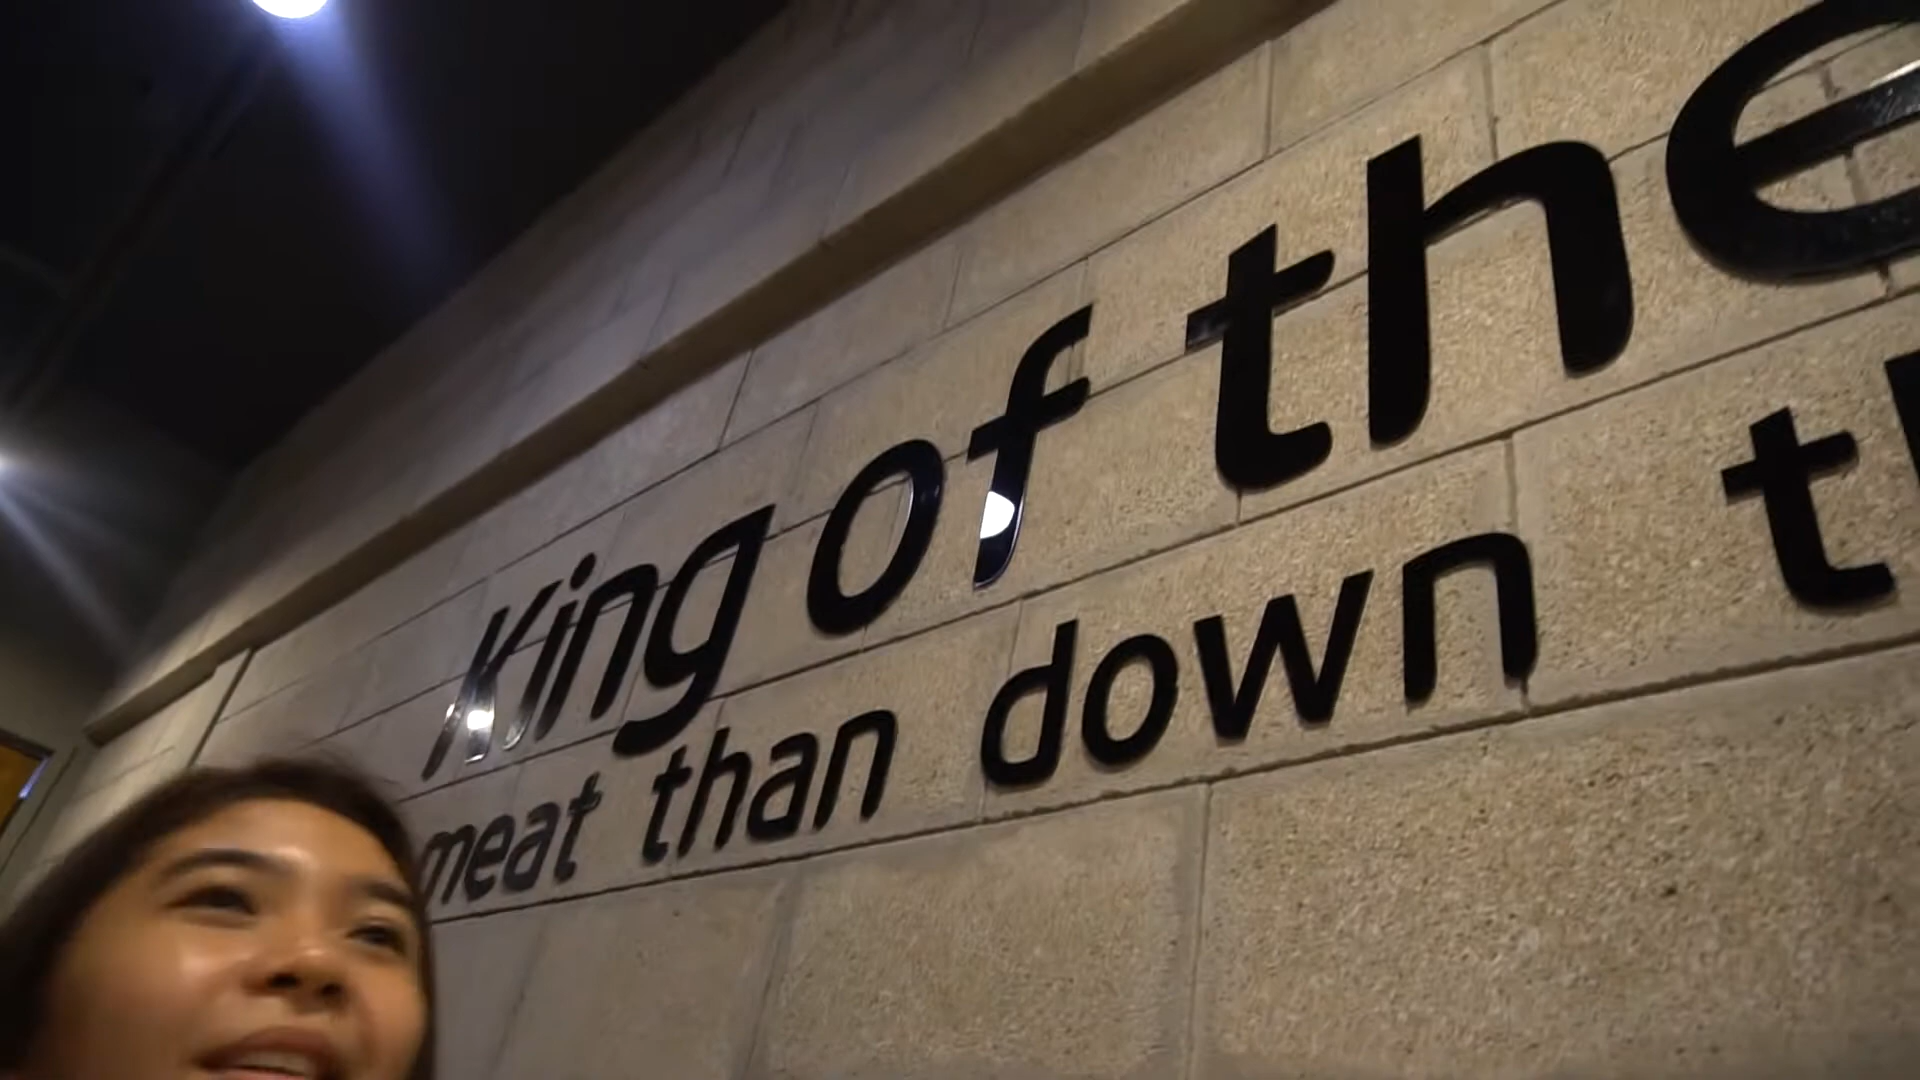 King of the
meat than down